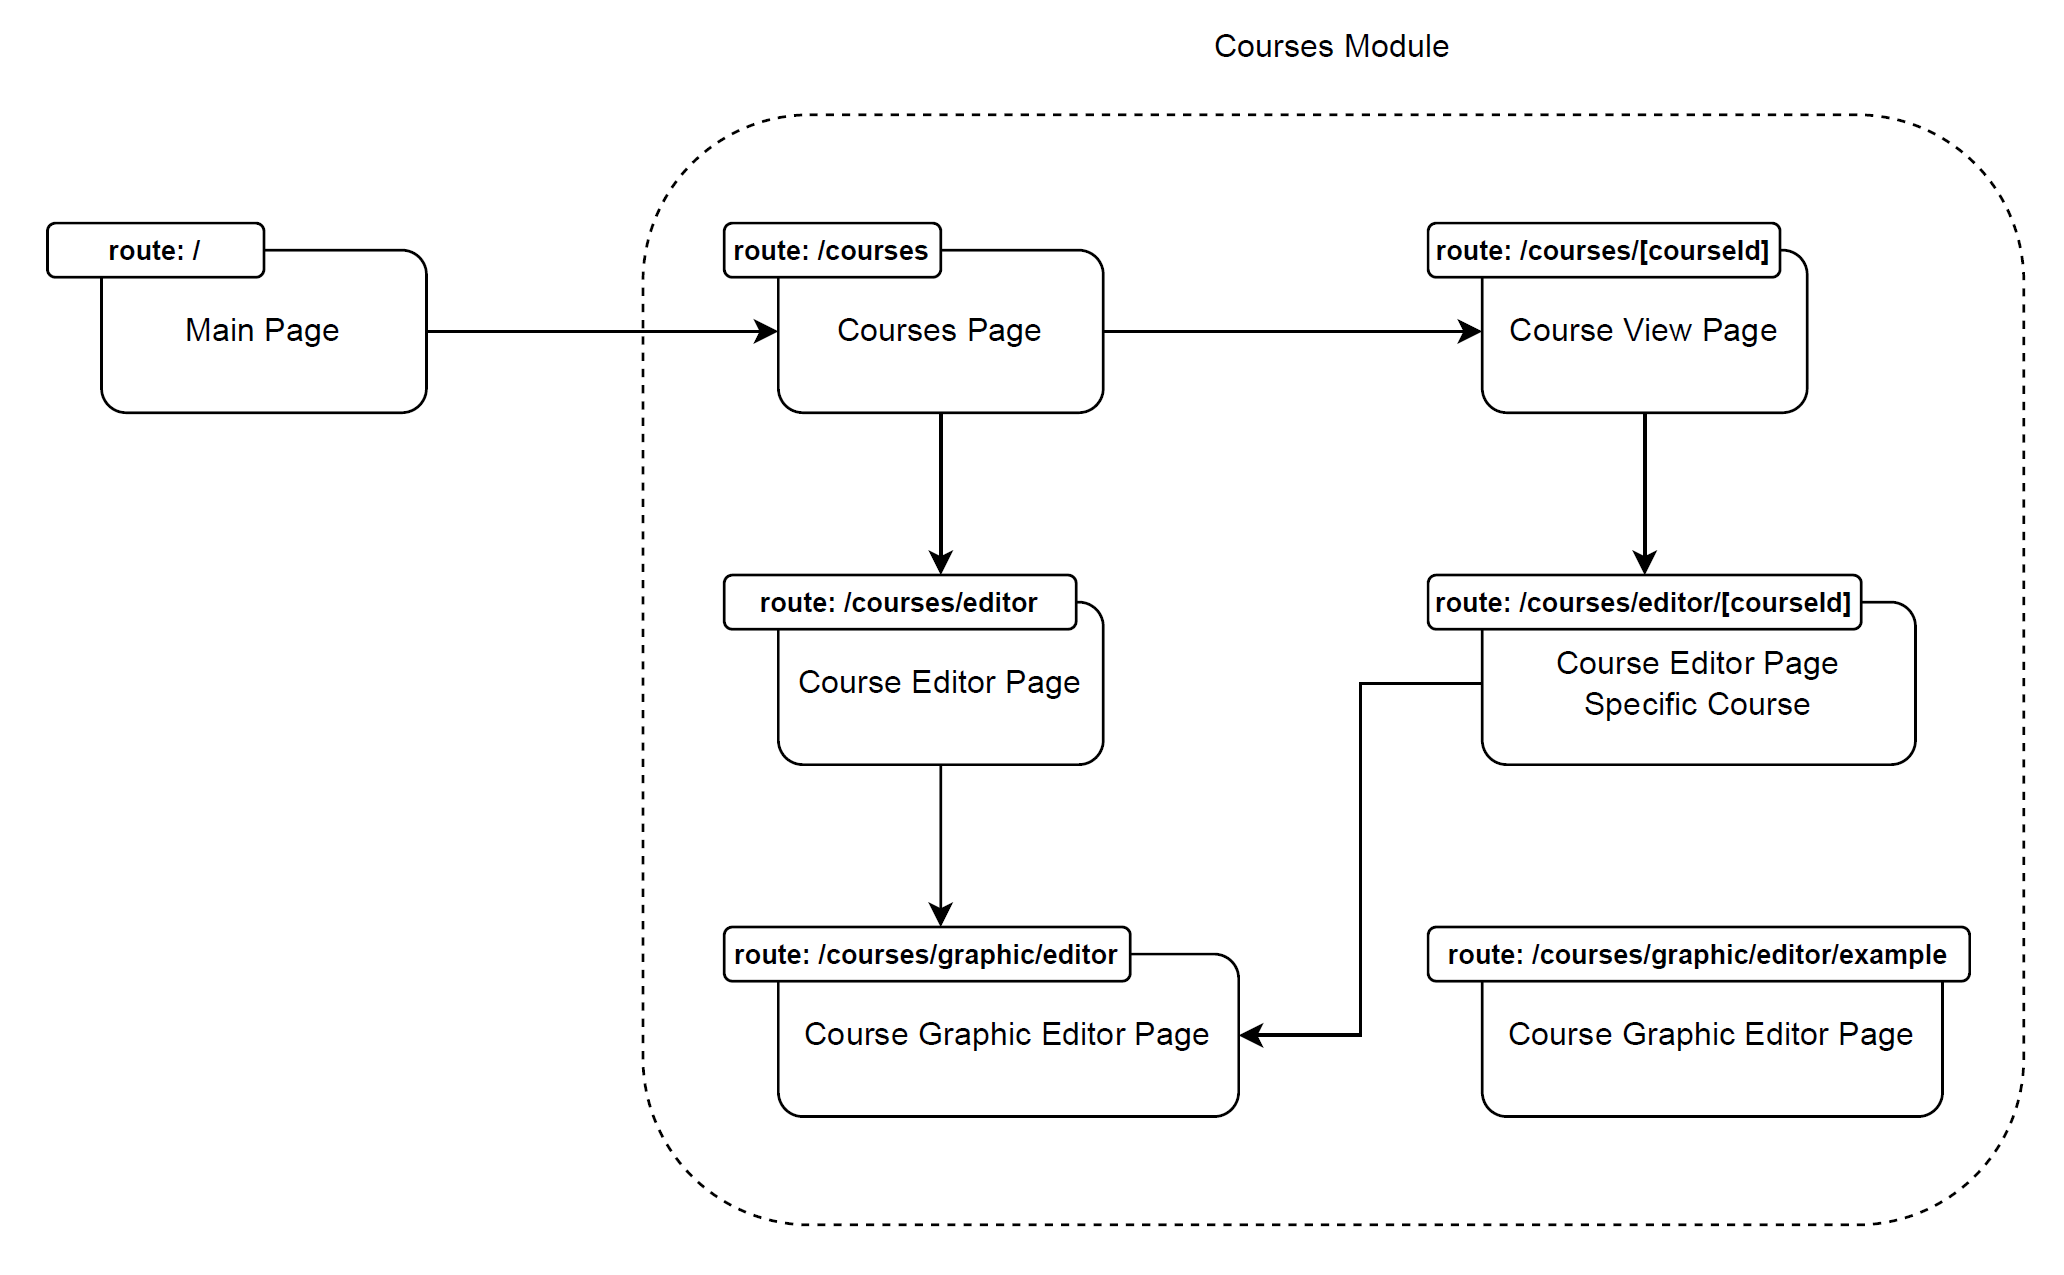 Courses Module
route: /
Main Page
route: /courses
Courses Page
route: /courses/[courseId]
Course View Page
route: /courses/editor
Course Editor Page
route: /courses/editor/[courseId]
Course Editor Page
Specific Course
route: /courses/graphic/editor
Course Graphic Editor Page
route: /courses/graphic/editor/example
Course Graphic Editor Page